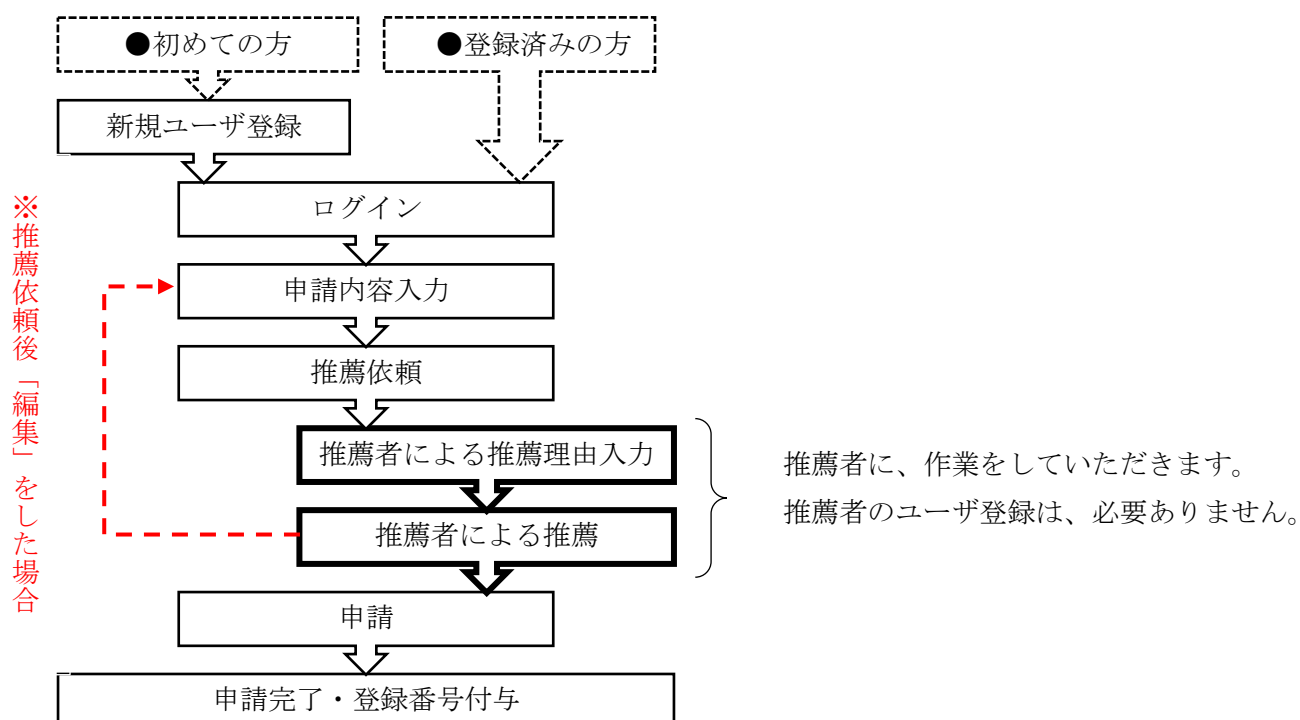 ●初めての方
●登録済みの方
新規ユーザ登録
ログイン
申請内容入力
推薦依頼
推薦者による推薦理由入力
推薦者による推薦
申請
申請完了・登録番号付与
※推薦依頼後「編集」をした場合
推薦者に、作業をしていただきます。
推薦者のユーザ登録は、必要ありません。